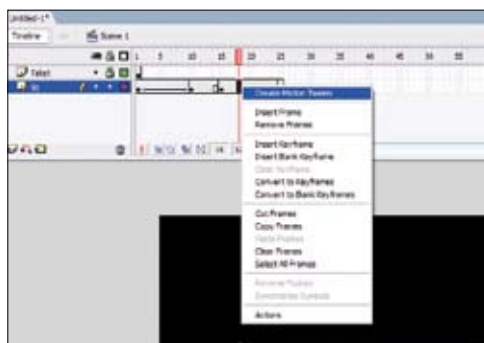 Untitled-1*
Timeline
Scene 1
1 5 10 15 20 25 30 35 40 45 50 55
Tekst
Create Motion Tween
Insert Frame
Remove Frames
Insert Keyframe
Insert Blank Keyframe
Clear Keyframe
Convert to Keyframes
Convert to Blank Keyframes
Cut Frames
Copy Frames
Paste Frames
Clear Frames
Select All Frames
Reverse Frames
Synchronize Symbols
Actions